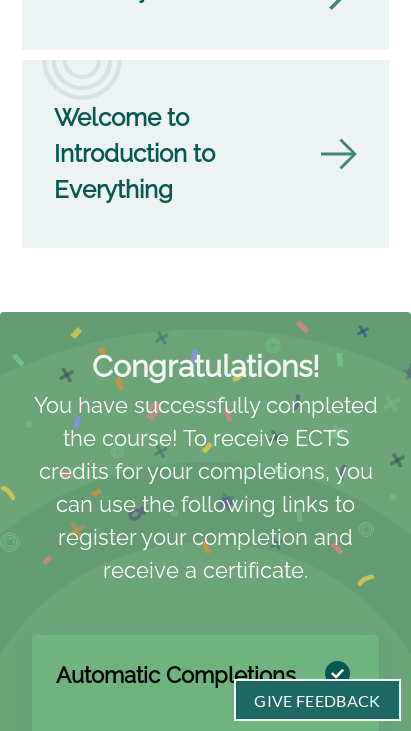 Welcome to
Introduction to
Everything
Congratulations!
You have successfully completed
the course! To receive ECTS
credits for your completions, you
can use the following links to
register your completion and
receive a certificate.
Automatic Completions
GIVE FEEDBACK